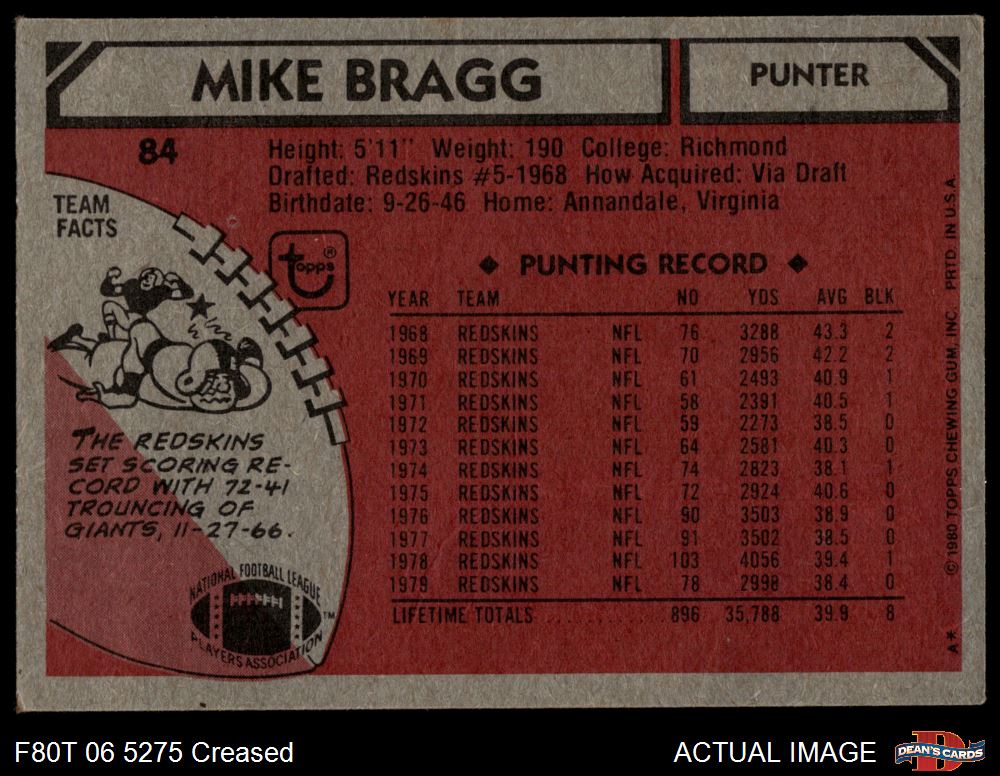 MIKE BRAGG
PUNTER
84
Height: 5'11" Weight: 190 College: Richmond
Drafted: Redskins #5-1968 How Acquired: Via Draft
Birthdate: 9-26-46 Home: Annandale, Virginia
TEAM
FACTS
topps®
THE REDSKINS
SET SCORING RE-
CORD WITH 72-41
TROUNCING OF
GIANTS, 11-27-66.
NATIONAL FOOTBALL LEAGUE
PLAYERS ASSOCIATION
TM
◆ PUNTING RECORD ◆
YEAR TEAM NO YDS AVG BLK
1968 REDSKINS NFL 76 3288 43.3 2
1969 REDSKINS NFL 70 2956 42.2 2
1970 REDSKINS NFL 61 2493 40.9 1
1971 REDSKINS NFL 58 2391 40.5 1
1972 REDSKINS NFL 59 2273 38.5 0
1973 REDSKINS NFL 64 2581 40.3 0
1974 REDSKINS NFL 74 2823 38.1 1
1975 REDSKINS NFL 72 2924 40.6 0
1976 REDSKINS NFL 90 3503 38.9 0
1977 REDSKINS NFL 91 3502 38.5 0
1978 REDSKINS NFL 103 4056 39.4 1
1979 REDSKINS NFL 78 2998 38.4 0
LIFETIME TOTALS ............ 896 35,788 39.9 8
A** ©1980 TOPPS CHEWING GUM, INC. PRTD. IN U.S.A.
F80T 06 5275 Creased
ACTUAL IMAGE
D
DEAN'S CARDS